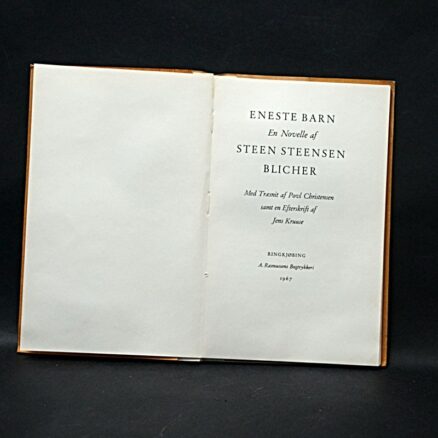 ENESTE BARN
En Novelle af
STEEN STEENSEN
BLICHER
Med Træsnit af Povl Christensen
samt en Efterskrift af
Jens Kruuse
RINGKJØBING
A. Rasmussens Bogtrykkeri
1967